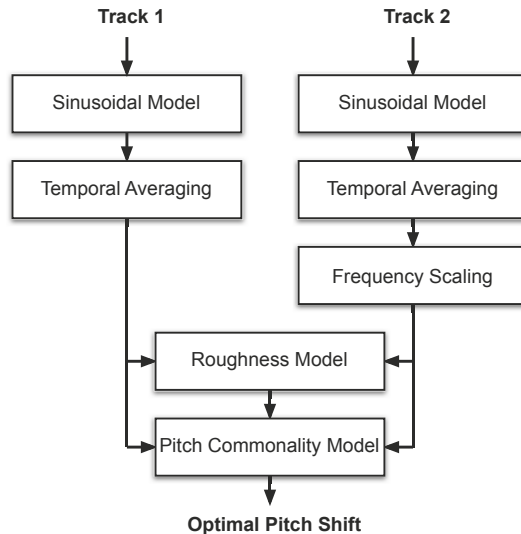 Track 1
Track 2
Sinusoidal Model
Sinusoidal Model
Temporal Averaging
Temporal Averaging
Frequency Scaling
Roughness Model
Pitch Commonality Model
Optimal Pitch Shift